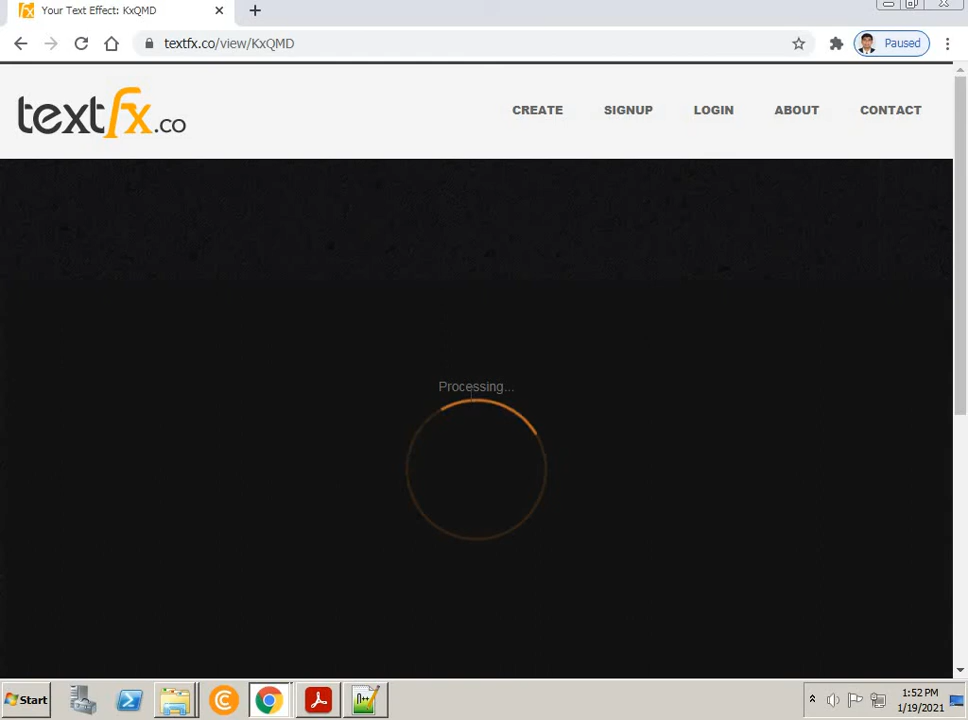 Your Text Effect: KxQMD
textfx.co/view/KxQMD
Paused
textfx.co
CREATE SIGNUP LOGIN ABOUT CONTACT
Processing...
Start
1:52 PM
1/19/2021